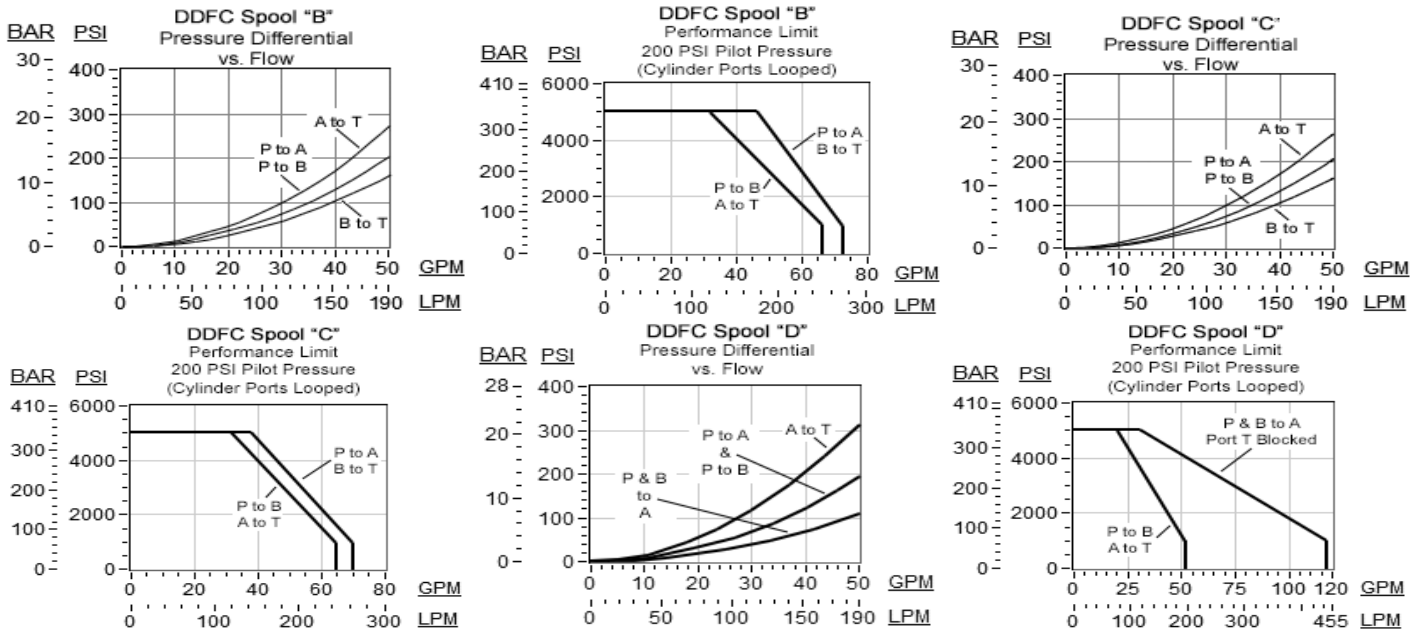 DDFC Spool "B"
Pressure Differential
vs. Flow
BAR PSI
30
20
10
0
400
300
200
100
0
A to T
P to A
P to B
B to T
0 10 20 30 40 50 GPM
0 50 100 150 190 LPM
DDFC Spool "B"
Performance Limit
200 PSI Pilot Pressure
(Cylinder Ports Looped)
BAR PSI
410
300
200
100
0
6000
4000
2000
0
P to A
B to T
P to B
A to T
0 20 40 60 80 GPM
0 100 200 300 LPM
DDFC Spool "C"
Pressure Differential
vs. Flow
BAR PSI
30
20
10
0
400
300
200
100
0
A to T
P to A
P to B
B to T
0 10 20 30 40 50 GPM
0 50 100 150 190 LPM
DDFC Spool "C"
Performance Limit
200 PSI Pilot Pressure
(Cylinder Ports Looped)
BAR PSI
410
300
200
100
0
6000
4000
2000
0
P to A
B to T
P to B
A to T
0 20 40 60 80 GPM
0 100 200 300 LPM
DDFC Spool "D"
Pressure Differential
vs. Flow
BAR PSI
28
20
10
0
400
300
200
100
0
A to T
P to A
&
P to B
P & B
to
A
0 10 20 30 40 50 GPM
0 50 100 150 190 LPM
DDFC Spool "D"
Performance Limit
200 PSI Pilot Pressure
(Cylinder Ports Looped)
BAR PSI
410
300
200
100
0
6000
4000
2000
0
P & B to A
Port T Blocked
P to B
A to T
0 25 50 75 100 120 GPM
0 100 200 300 455 LPM